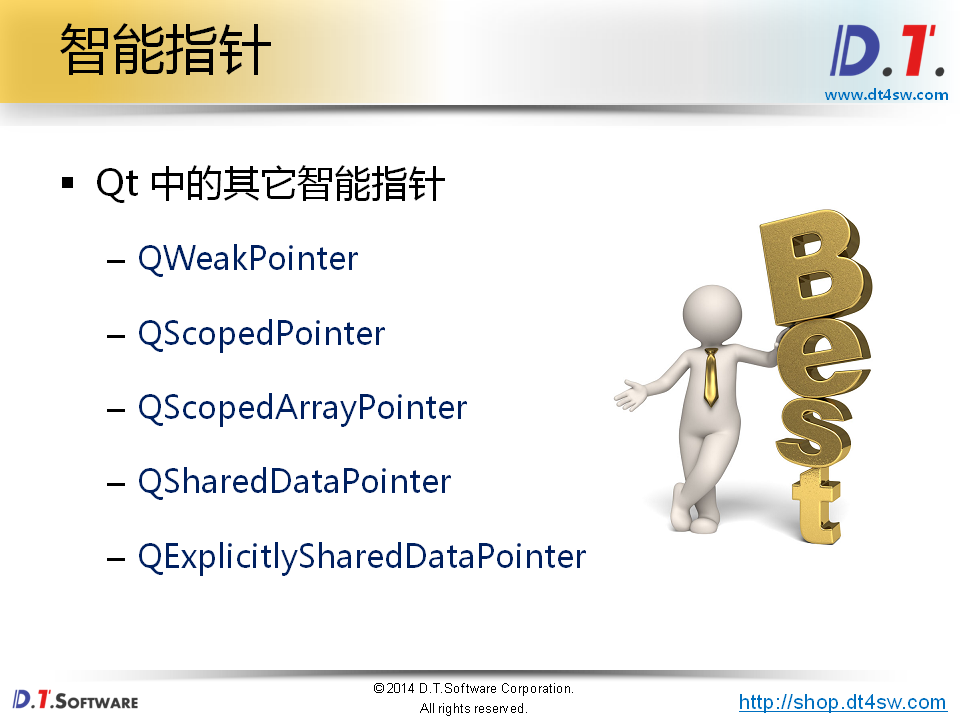 智能指针
D.T.
www.dt4sw.com
▪ Qt 中的其它智能指针
– QWeakPointer
– QScopedPointer
– QScopedArrayPointer
– QSharedDataPointer
– QExplicitlySharedDataPointer
Best
D.T.SOFTWARE
©2014 D.T.Software Corporation.
All rights reserved.
http://shop.dt4sw.com